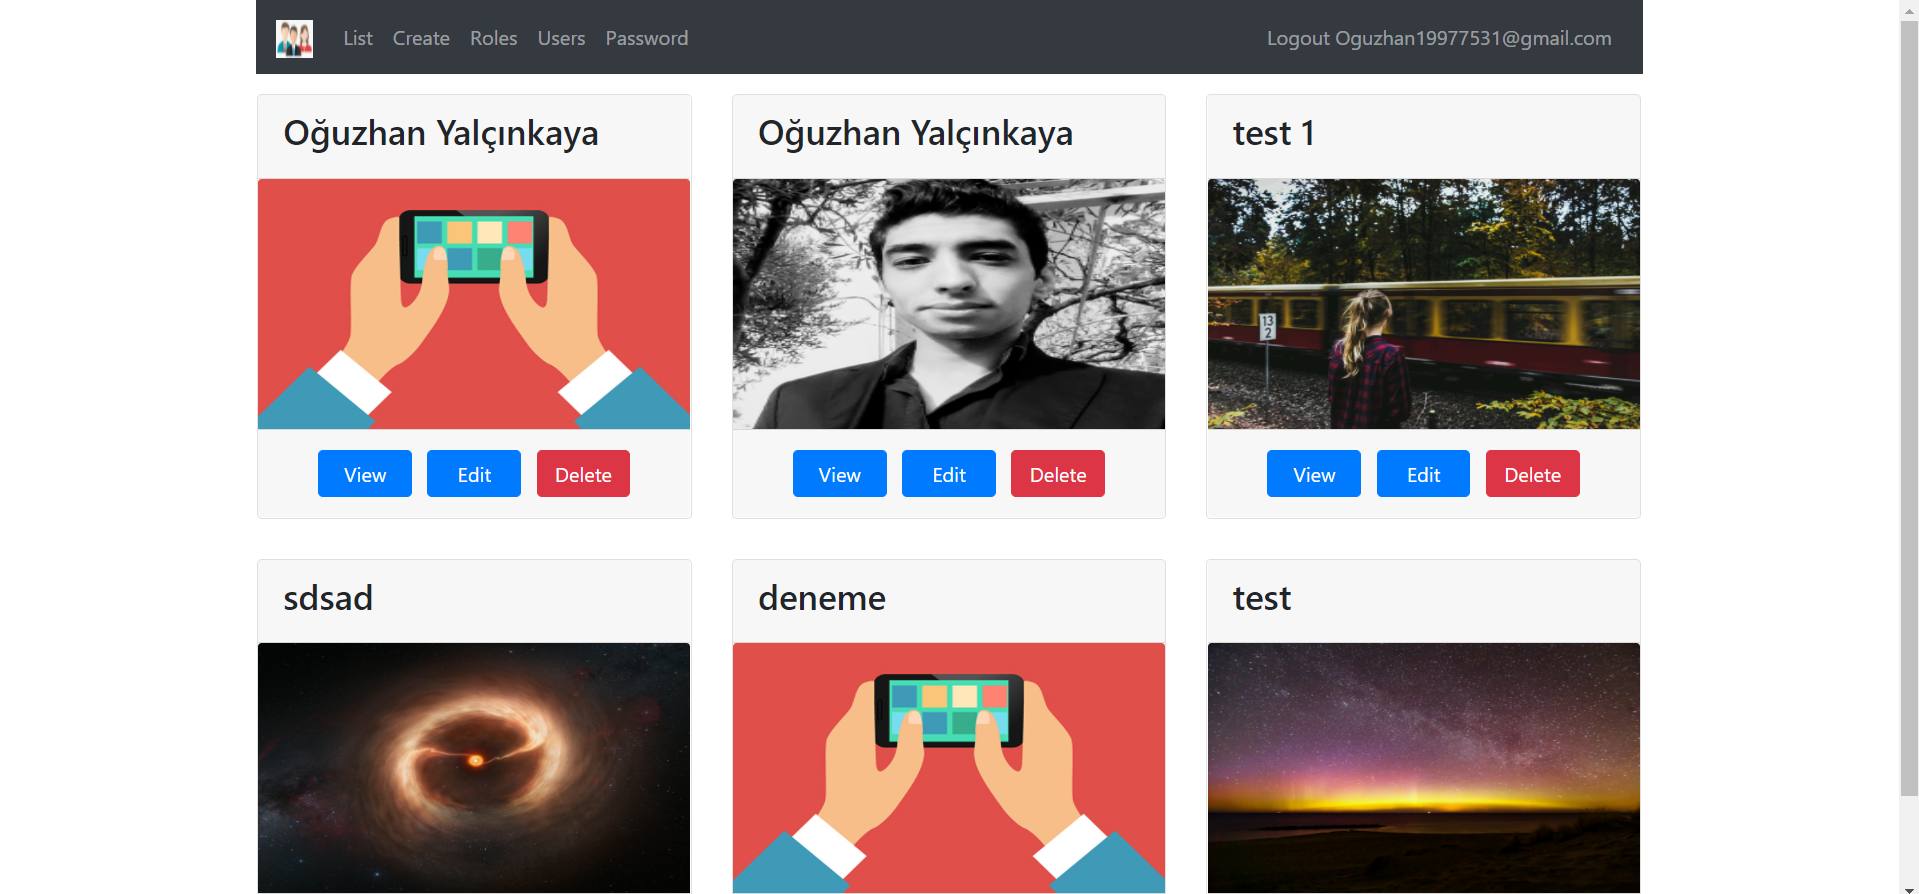 List Create Roles Users Password Logout Oguzhan19977531@gmail.com
Oğuzhan Yalçınkaya
Oğuzhan Yalçınkaya
test 1
13
2
View Edit Delete
View Edit Delete
View Edit Delete
sdsad
deneme
test